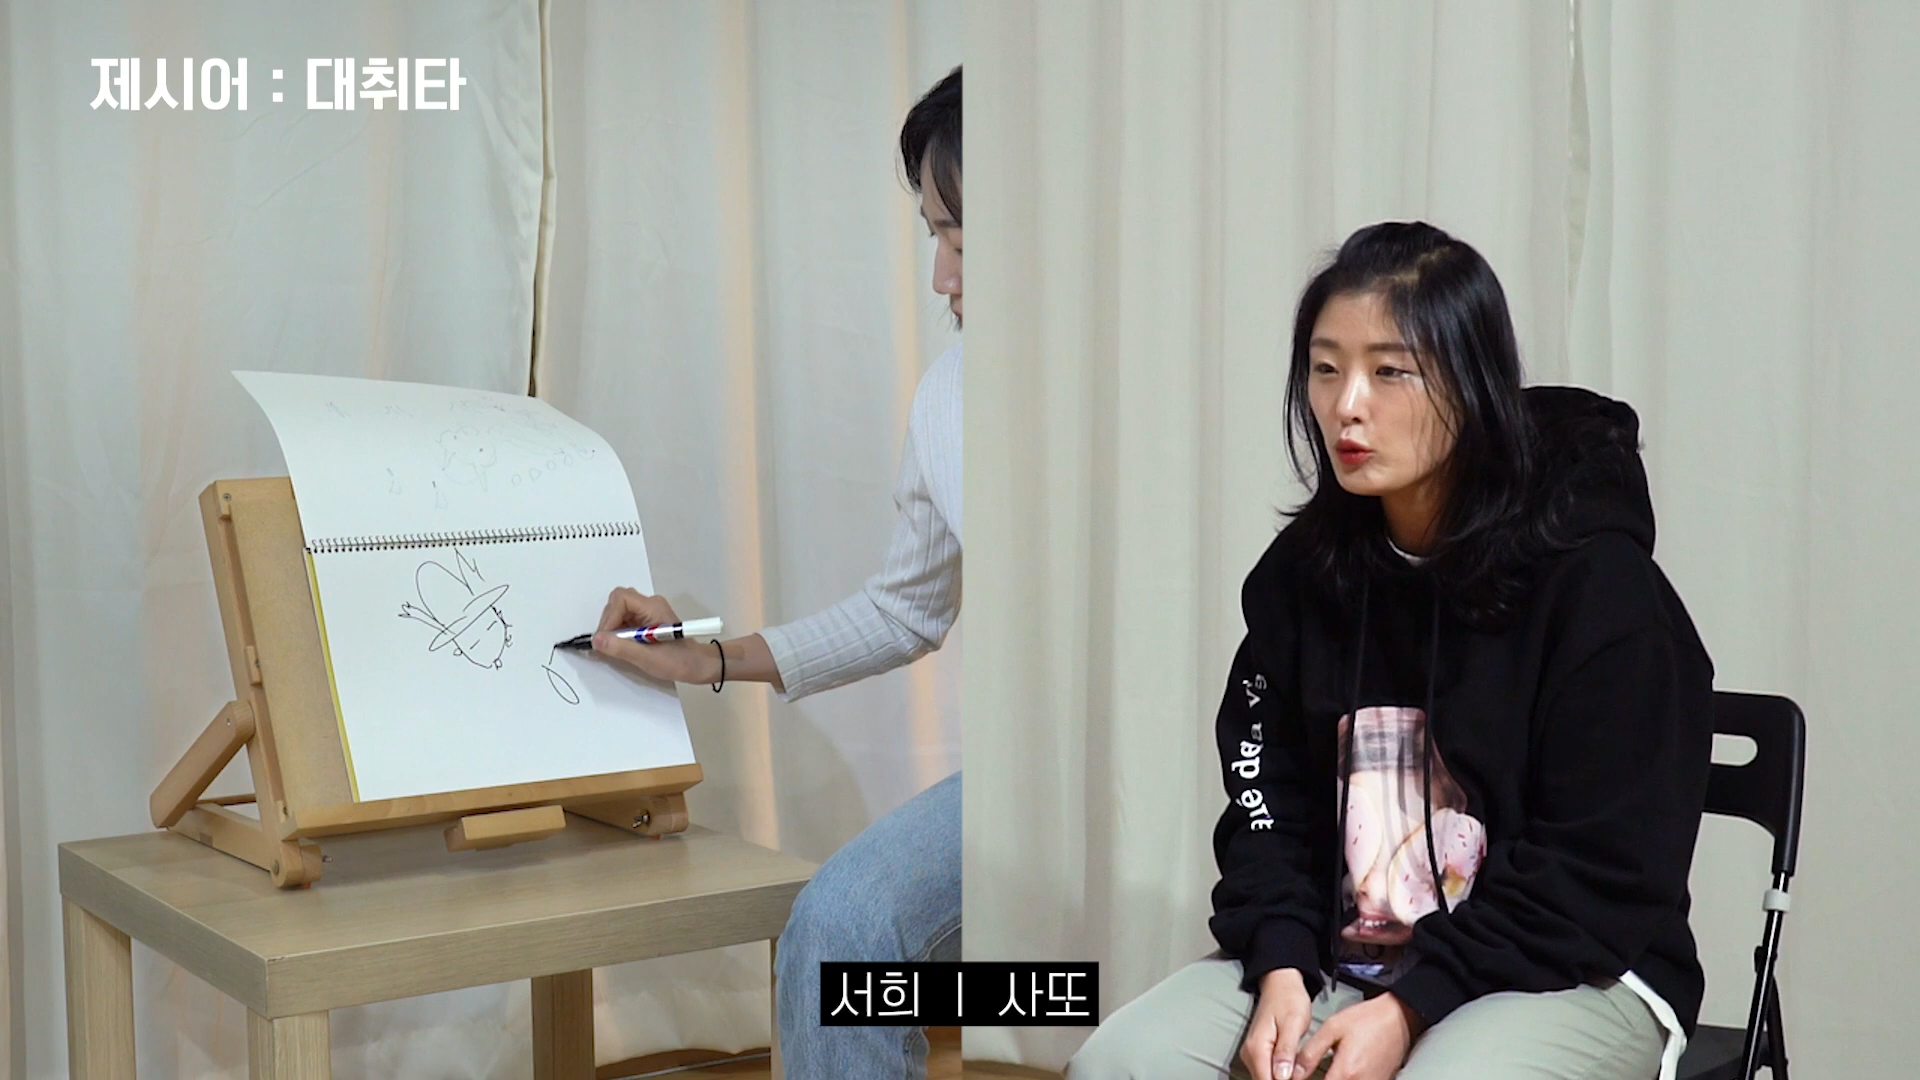 제시어 : 대취타
서희 ㅣ 사또